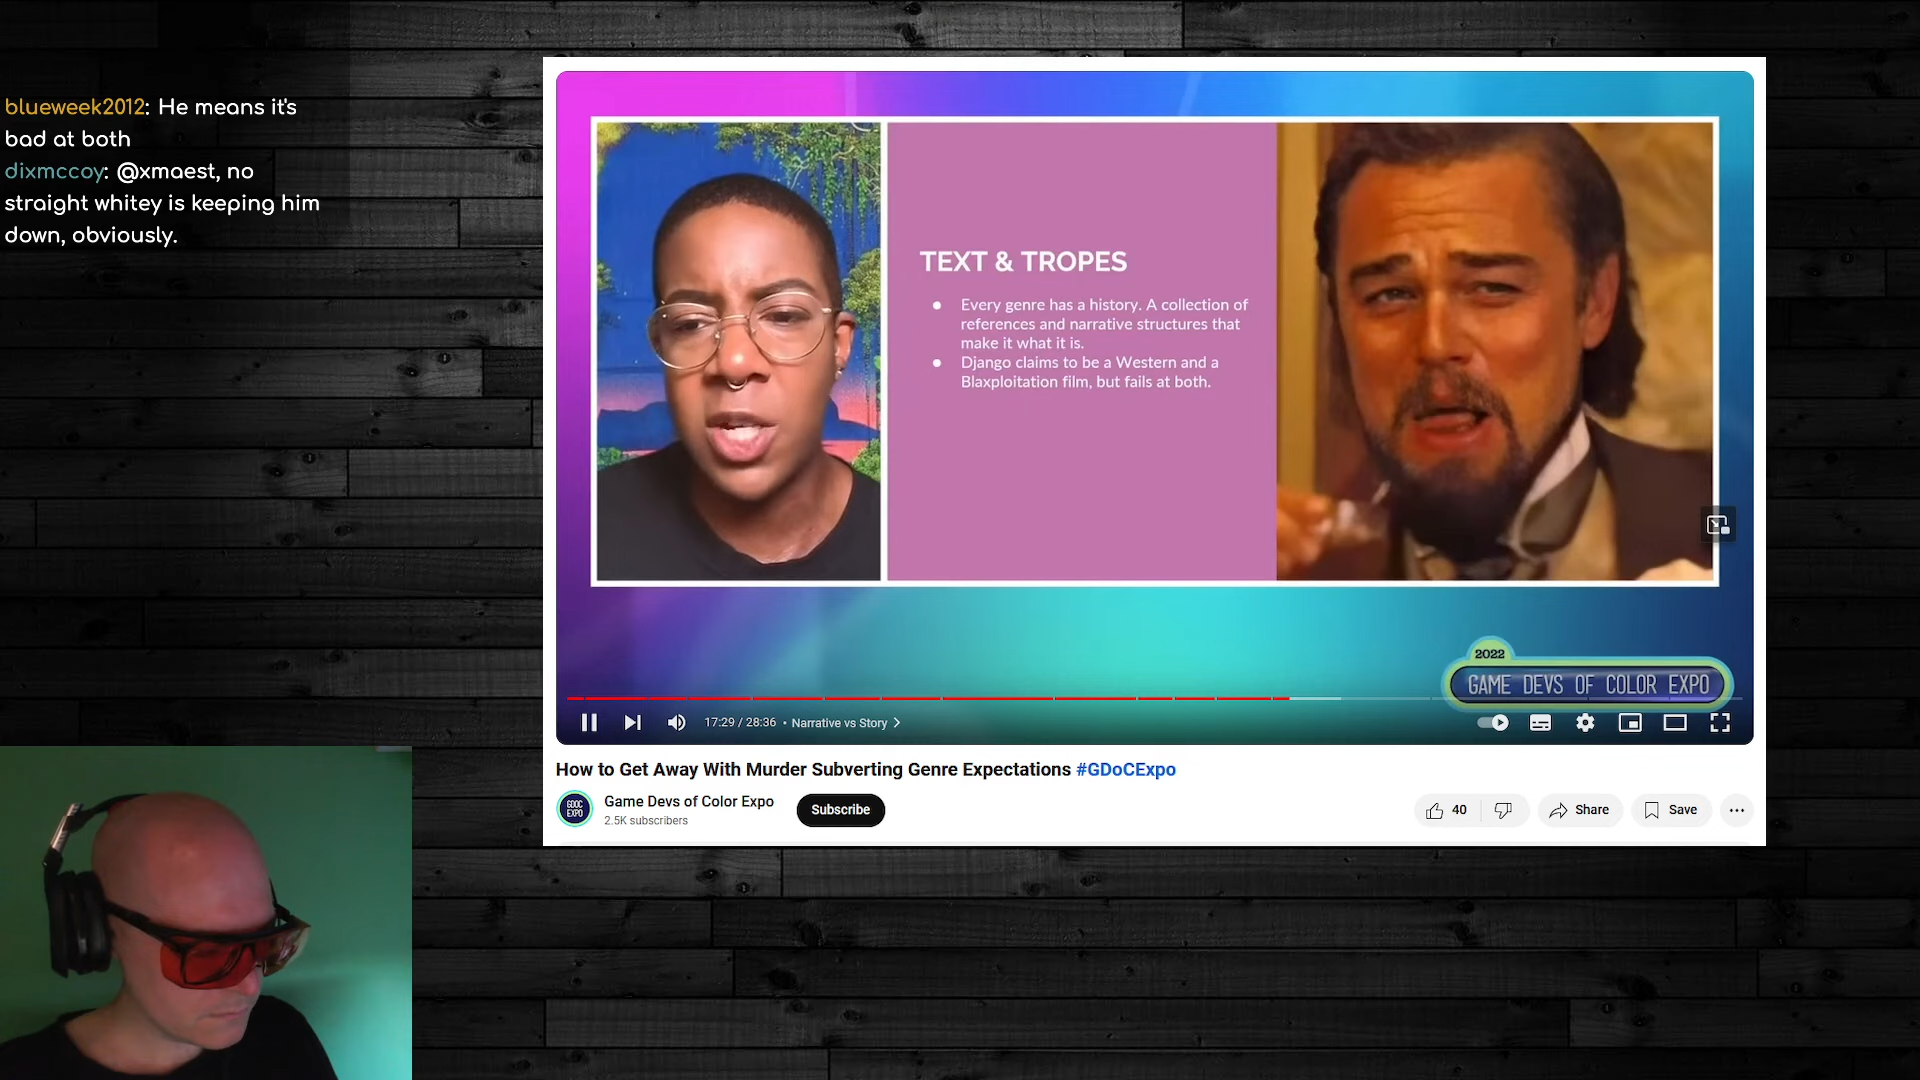 blueweek2012: He means it's
bad at both
dixmccoy: @xmaest, no
straight whitey is keeping him
down, obviously.
TEXT & TROPES
● Every genre has a history. A collection of
references and narrative structures that
make it what it is.
● Django claims to be a Western and a
Blaxploitation film, but fails at both.
2022
GAME DEVS OF COLOR EXPO
17:29 / 28:36 • Narrative vs Story
How to Get Away With Murder Subverting Genre Expectations #GDoCExpo
GDOC
EXPO
Game Devs of Color Expo
2.5K subscribers
Subscribe
40
Share
Save